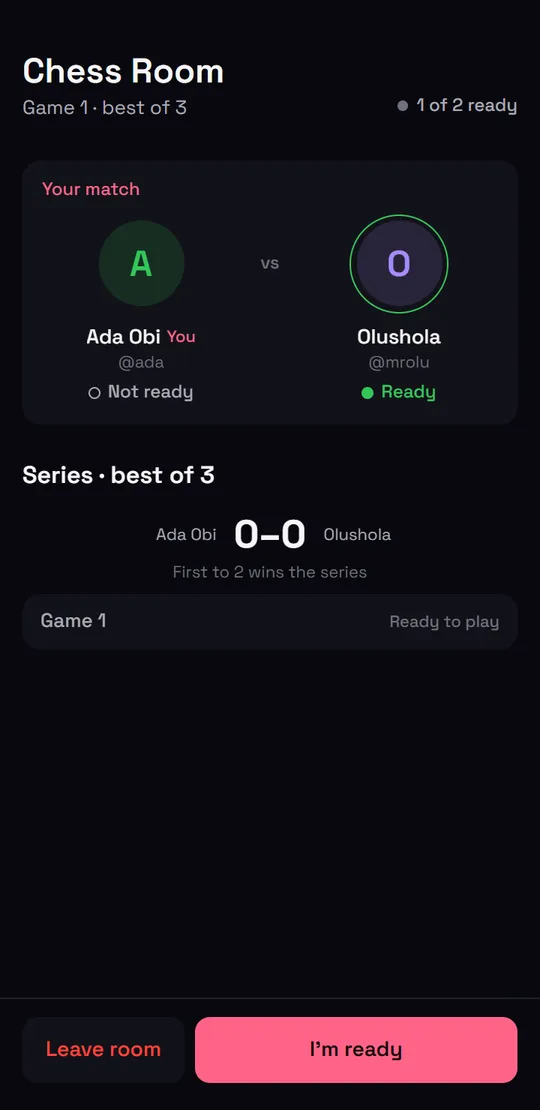 Chess Room
Game 1 · best of 3
1 of 2 ready
Your match
A
vs
O
Ada Obi You
Olushola
@ada
@mrolu
Not ready
Ready
Series · best of 3
Ada Obi 0–0 Olushola
First to 2 wins the series
Game 1
Ready to play
Leave room
I'm ready